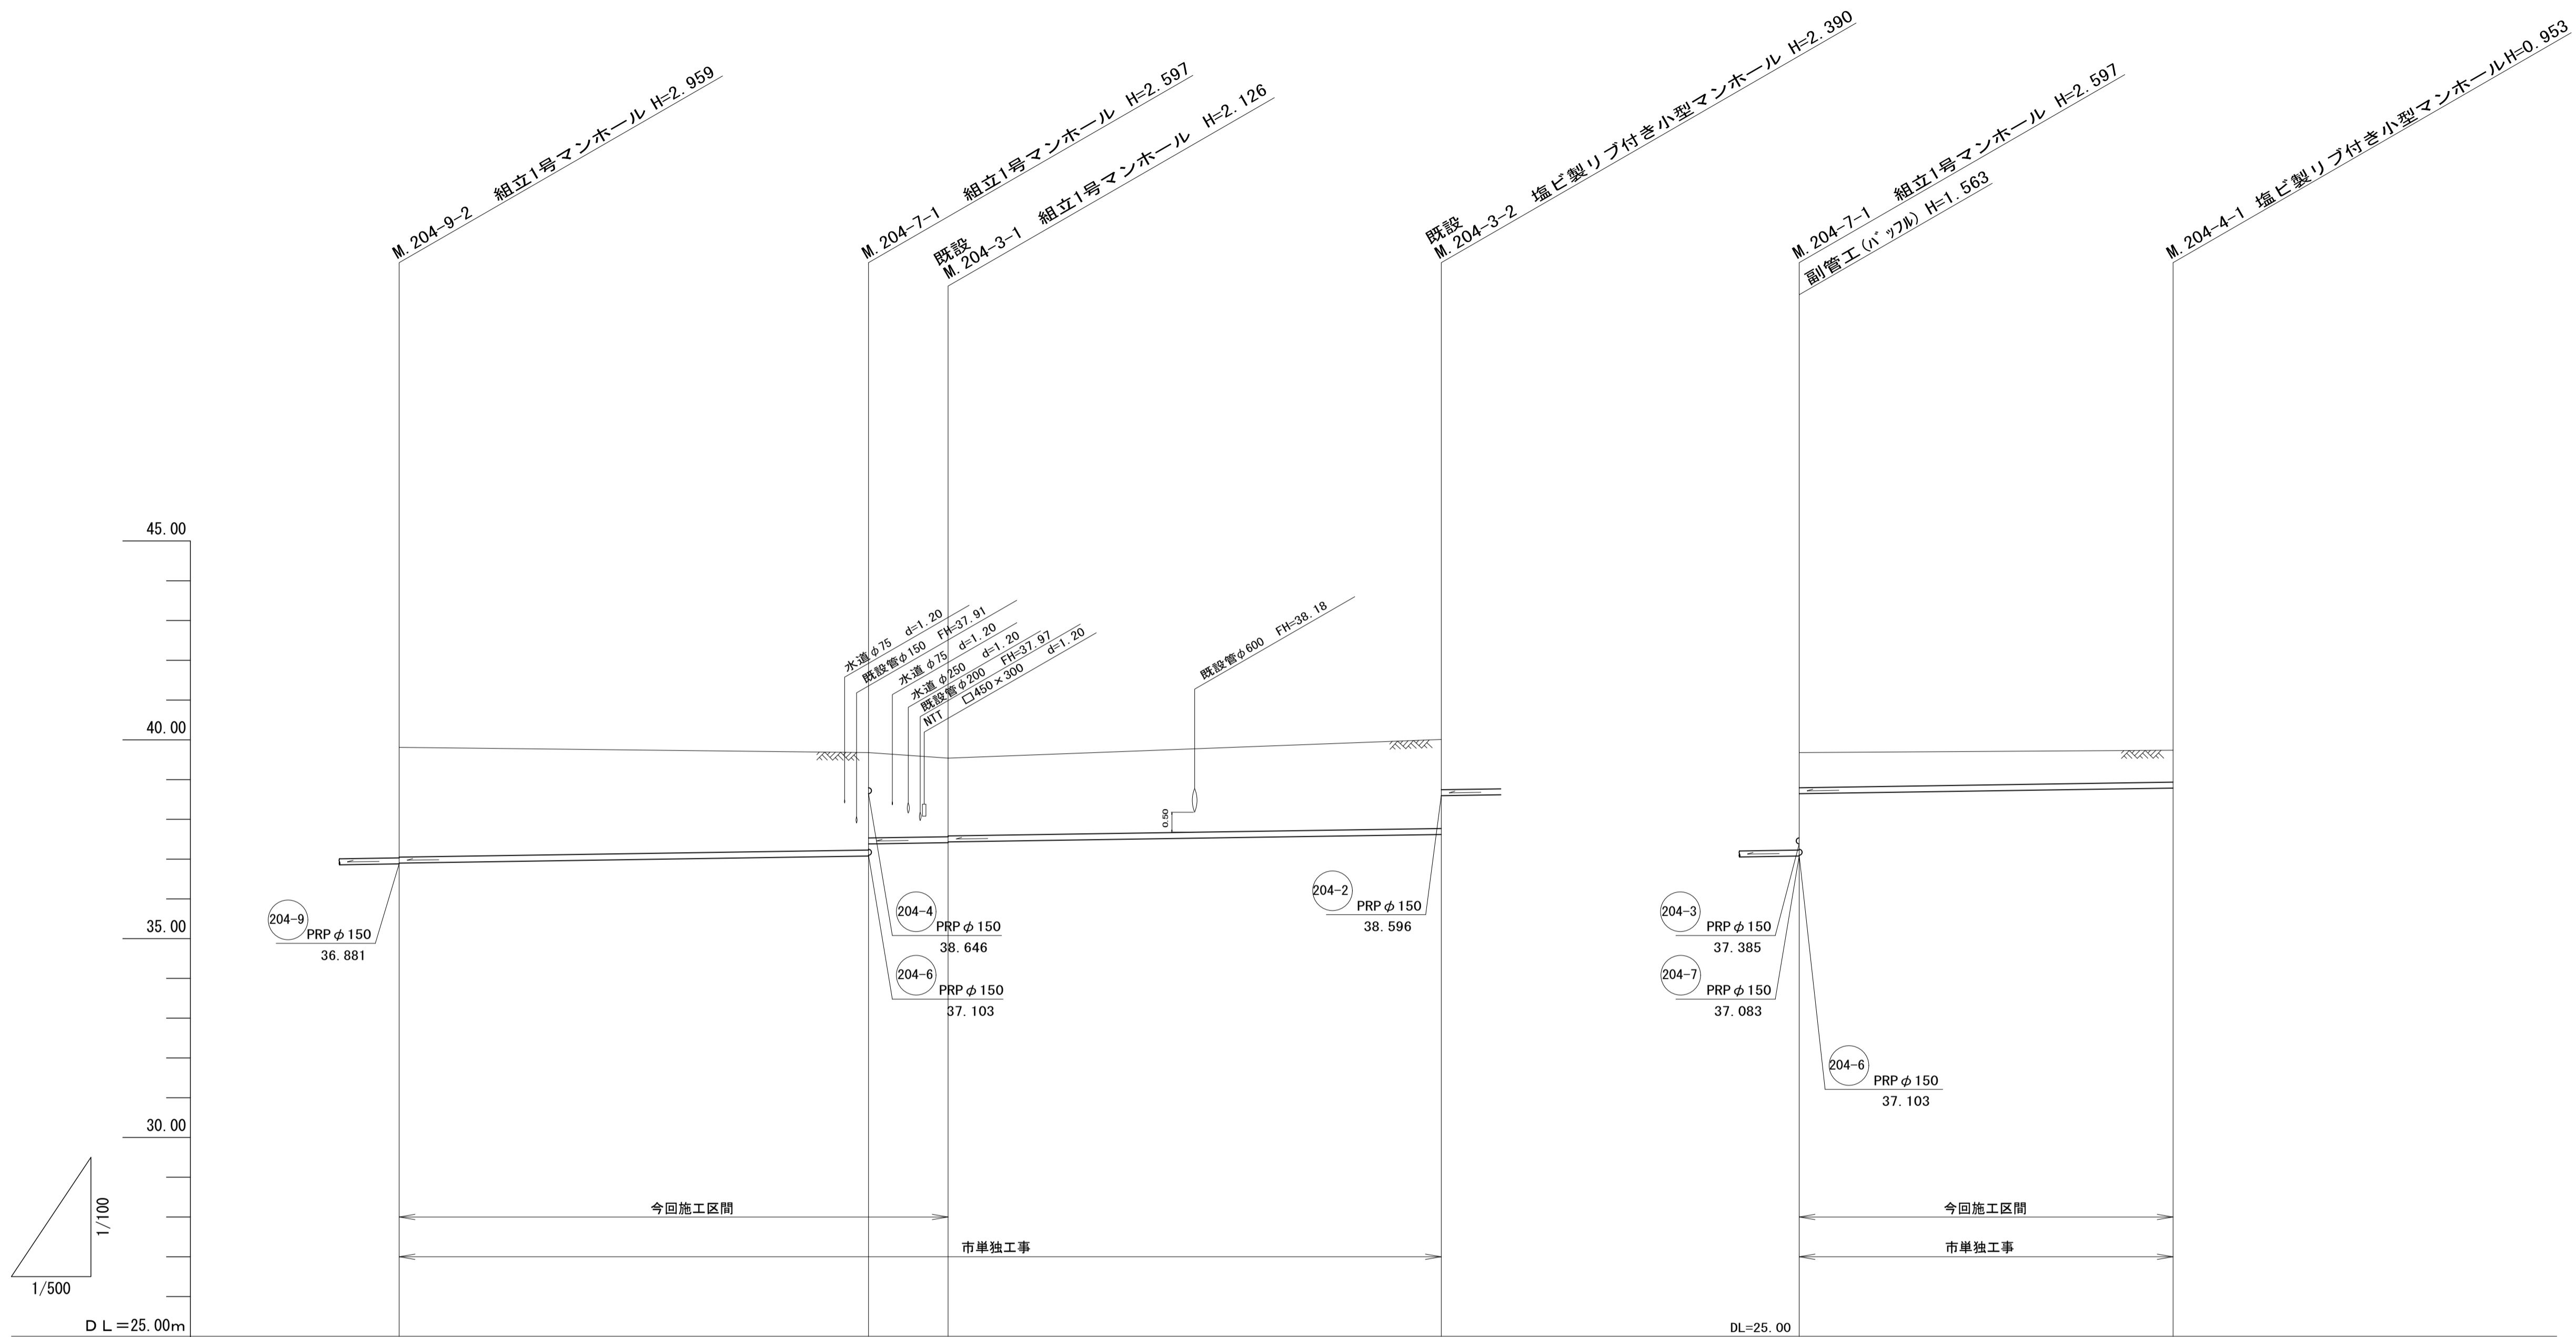 M.204-9-2　組立1号マンホール H=2.959
M.204-7-1　組立1号マンホール H=2.597
既設
M.204-3-1　組立1号マンホール H=2.126
既設
M.204-3-2　塩ビ製リブ付き小型マンホール H=2.390
M.204-7-1　組立1号マンホール H=2.597
副管工(ﾊﾞｯﾌﾙ) H=1.563
M.204-4-1 塩ビ製リブ付き小型マンホールH=0.953
45.00
40.00
35.00
30.00
DL=25.00m
1/100
1/500
水道φ75 d=1.20
既設管φ150 FH=37.91
水道φ75 d=1.20
水道φ250 d=1.20
既設管φ200 FH=37.97
NTT 口450×300 d=1.20
既設管φ600 FH=38.18
0.50
204-9
PRPφ150
36.881
204-4
PRPφ150
38.646
204-6
PRPφ150
37.103
204-2
PRPφ150
38.596
204-3
PRPφ150
37.385
204-7
PRPφ150
37.083
204-6
PRPφ150
37.103
今回施工区間
市単独工事
今回施工区間
市単独工事
DL=25.00